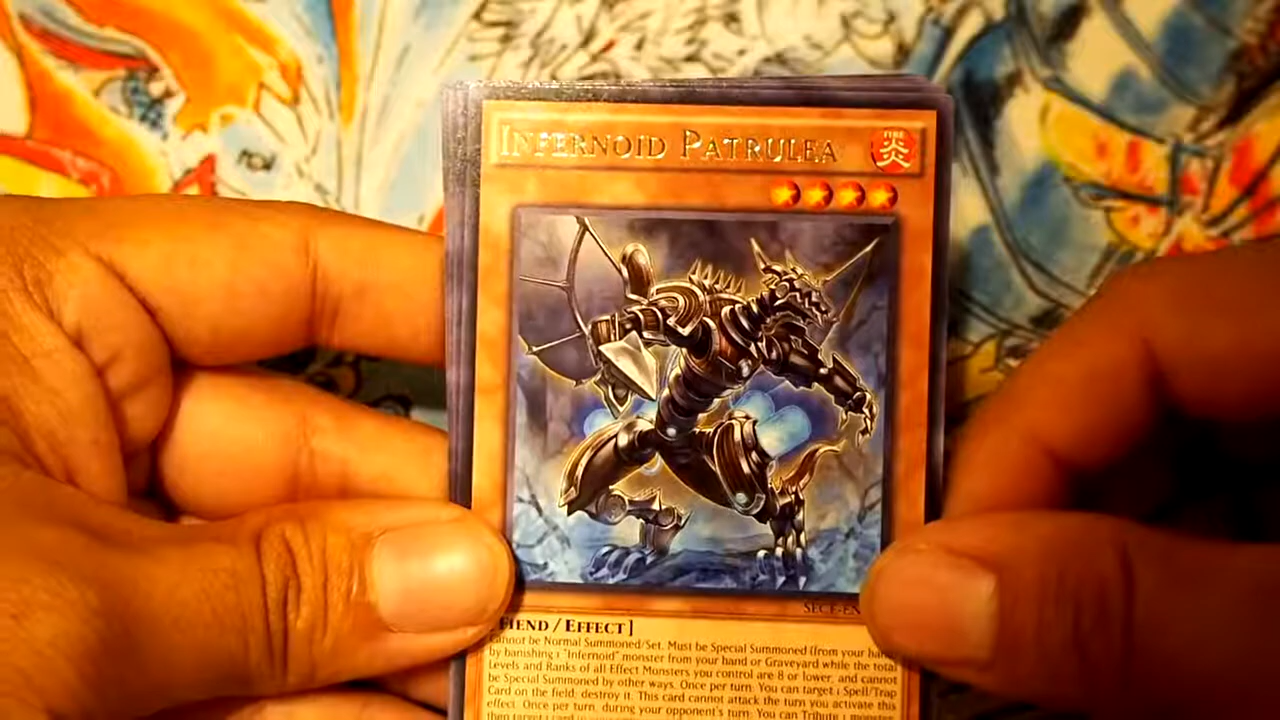 INFERNOID PATRULEA
FIRE
炎
SECE-EN
FIEND / EFFECT]
Cannot be Normal Summoned/Set. Must be Special Summoned (from your hand)
by banishing 1 "Infernoid" monster from your hand or Graveyard while the total
Levels and Ranks of all Effect Monsters you control are 8 or lower, and cannot
be Special Summoned by other ways. Once per turn: You can target 1 Spell/Trap
Card on the field; destroy it. This card cannot attack the turn you activate this
effect. Once per turn, during your opponent's turn: You can Tribute 1 monster,
then target 1 card in